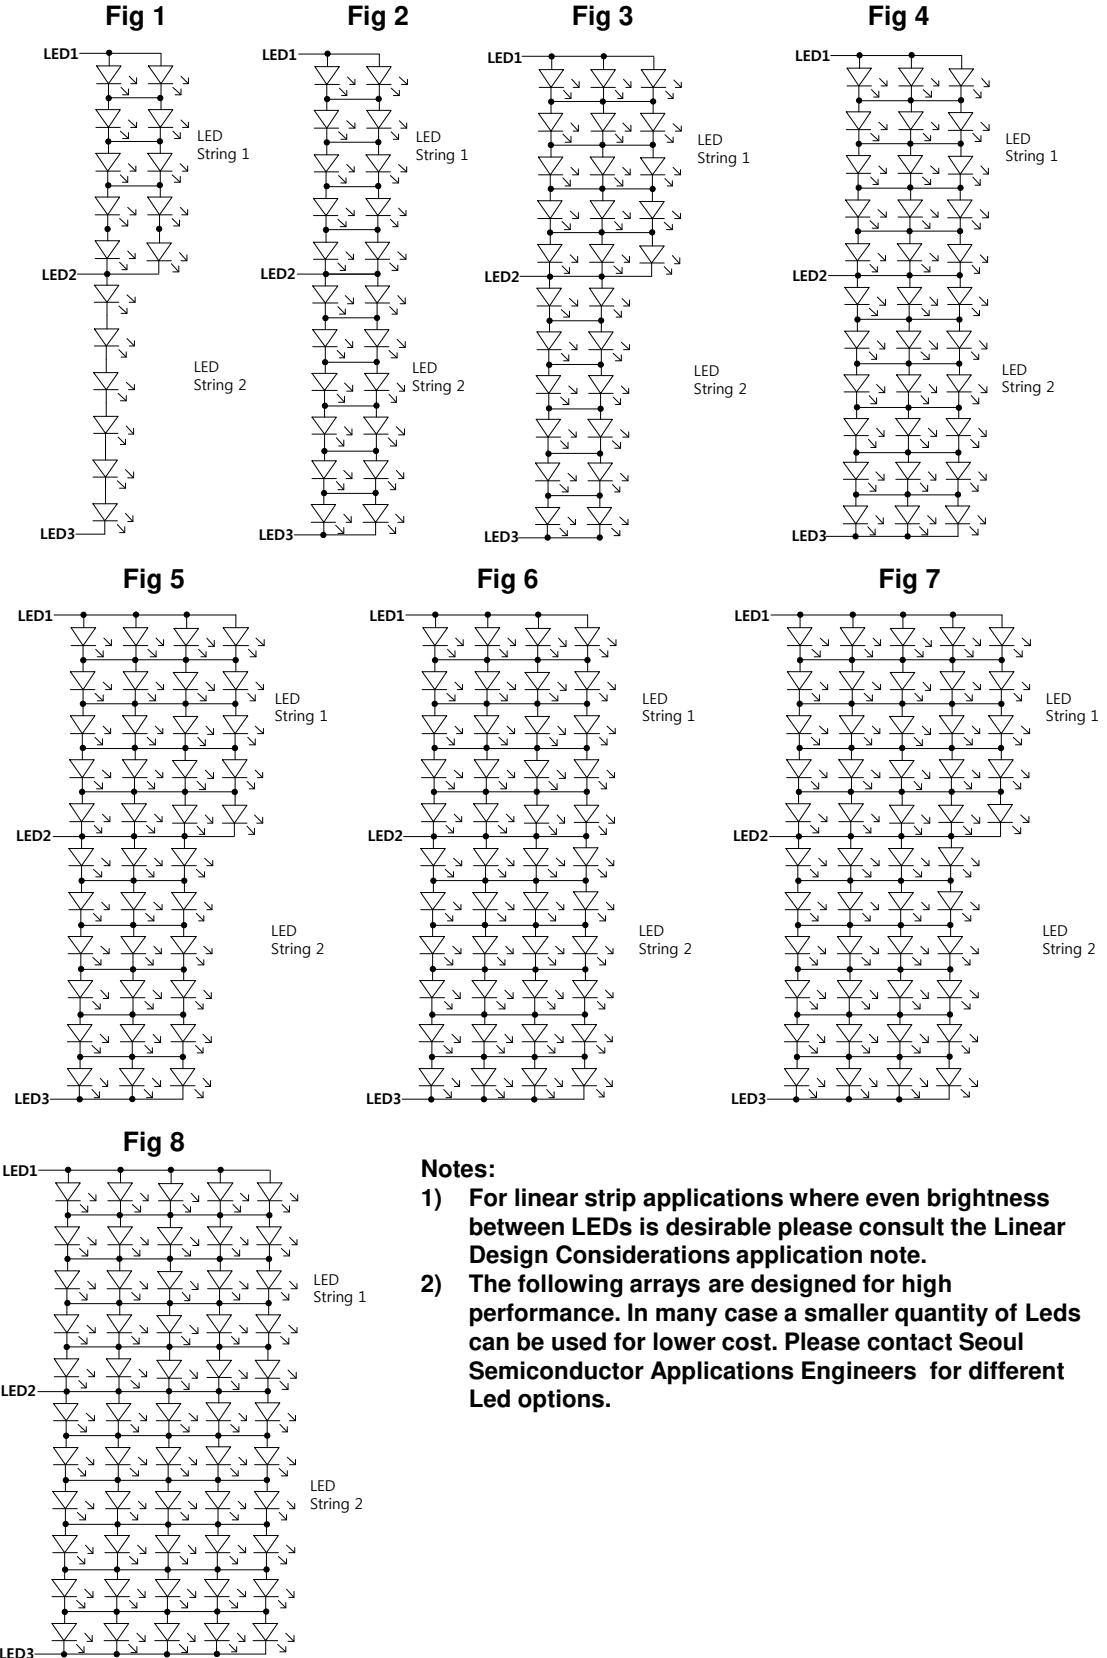 Fig 1
LED1
LED
String 1
LED2
LED
String 2
LED3
Fig 2
LED1
LED
String 1
LED2
LED
String 2
LED3
Fig 3
LED1
LED
String 1
LED2
LED
String 2
LED3
Fig 4
LED1
LED
String 1
LED2
LED
String 2
LED3
Fig 5
LED1
LED
String 1
LED2
LED
String 2
LED3
Fig 6
LED1
LED
String 1
LED2
LED
String 2
LED3
Fig 7
LED1
LED
String 1
LED2
LED
String 2
LED3
Fig 8
LED1
LED
String 1
LED2
LED
String 2
LED3
Notes:
1) For linear strip applications where even brightness
between LEDs is desirable please consult the Linear
Design Considerations application note.
2) The following arrays are designed for high
performance. In many case a smaller quantity of Leds
can be used for lower cost. Please contact Seoul
Semiconductor Applications Engineers for different
Led options.